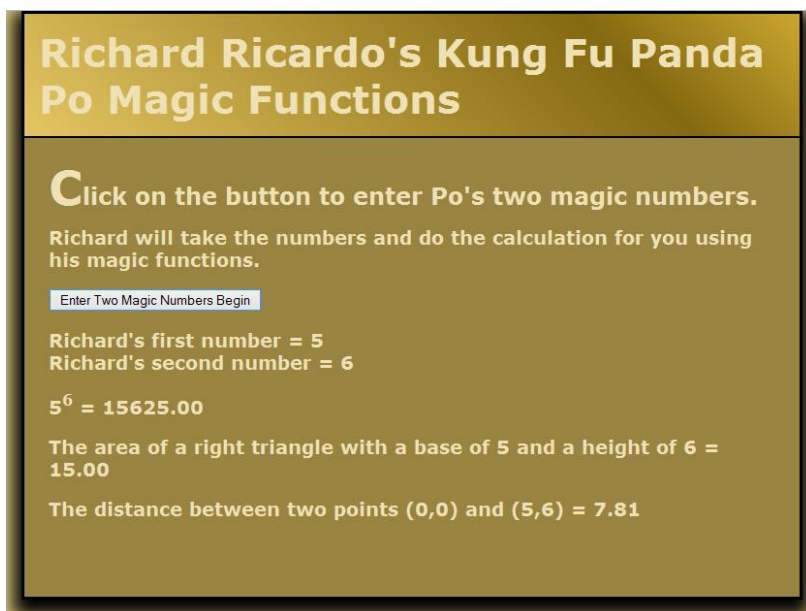 Richard Ricardo's Kung Fu Panda
Po Magic Functions
Click on the button to enter Po's two magic numbers.
Richard will take the numbers and do the calculation for you using
his magic functions.
Enter Two Magic Numbers Begin
Richard's first number = 5
Richard's second number = 6
5⁶ = 15625.00
The area of a right triangle with a base of 5 and a height of 6 =
15.00
The distance between two points (0,0) and (5,6) = 7.81